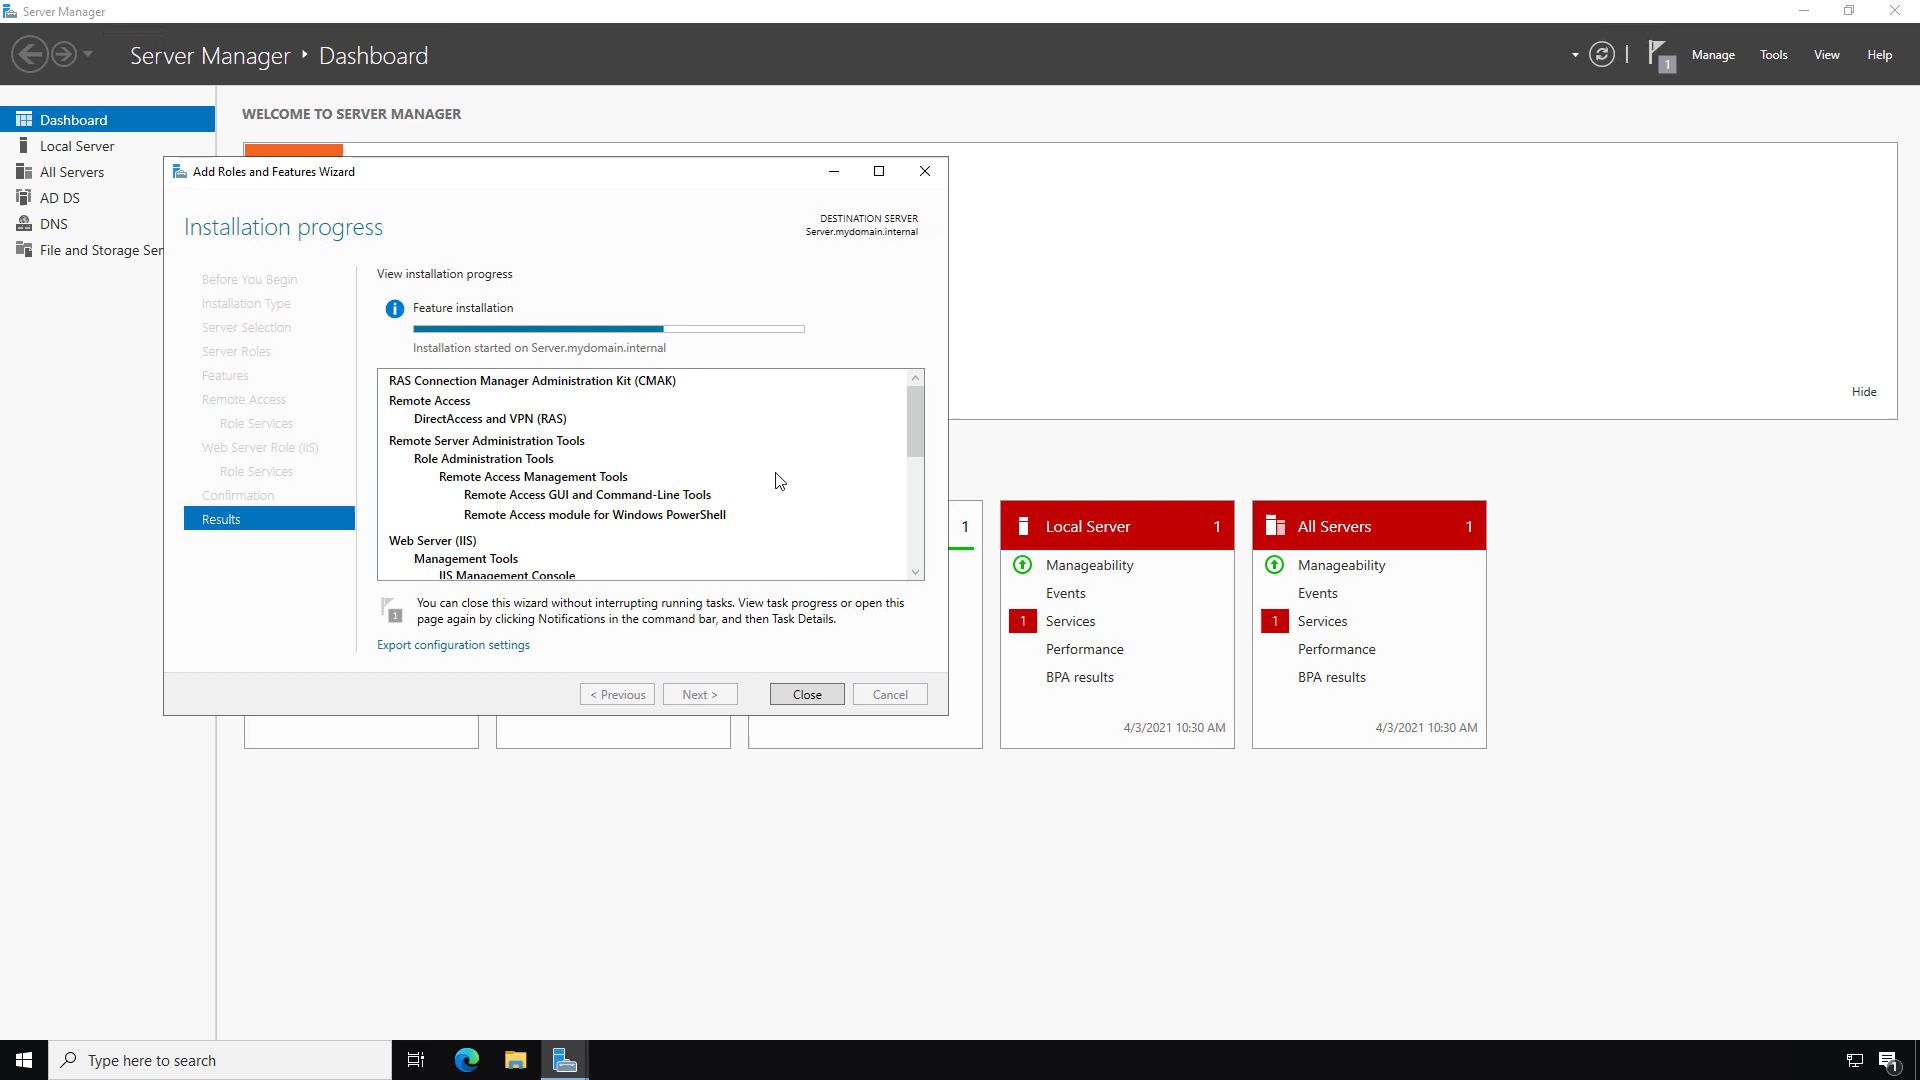 Server Manager
Server Manager ‣ Dashboard
1
Manage
Tools
View
Help
Dashboard
Local Server
All Servers
AD DS
DNS
File and Storage Ser
WELCOME TO SERVER MANAGER
Hide
Add Roles and Features Wizard
Installation progress
DESTINATION SERVER
Server.mydomain.internal
Before You Begin
Installation Type
Server Selection
Server Roles
Features
Remote Access
Role Services
Web Server Role (IIS)
Role Services
Confirmation
Results
View installation progress
Feature installation
Installation started on Server.mydomain.internal
RAS Connection Manager Administration Kit (CMAK)
Remote Access
DirectAccess and VPN (RAS)
Remote Server Administration Tools
Role Administration Tools
Remote Access Management Tools
Remote Access GUI and Command-Line Tools
Remote Access module for Windows PowerShell
Web Server (IIS)
Management Tools
IIS Management Console
1
You can close this wizard without interrupting running tasks. View task progress or open this
page again by clicking Notifications in the command bar, and then Task Details.
Export configuration settings
< Previous
Next >
Close
Cancel
1
Local Server 1
Manageability
Events
1 Services
Performance
BPA results
4/3/2021 10:30 AM
All Servers 1
Manageability
Events
1 Services
Performance
BPA results
4/3/2021 10:30 AM
Type here to search
1